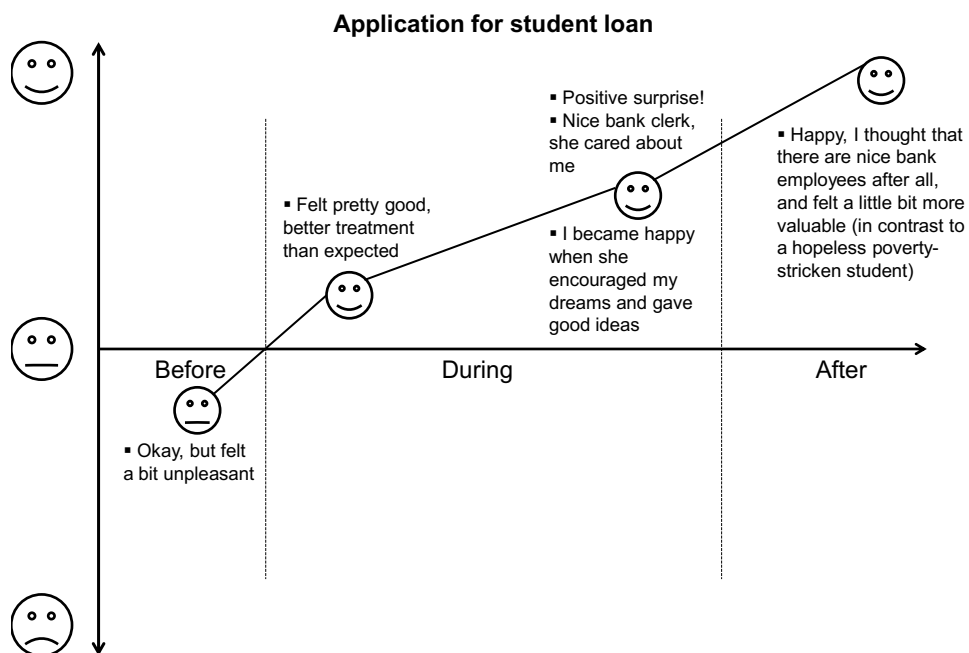 Application for student loan
▪ Positive surprise!
▪ Nice bank clerk,
she cared about
me
▪ Happy, I thought that
there are nice bank
employees after all,
and felt a little bit more
valuable (in contrast to
a hopeless poverty-
stricken student)
▪ Felt pretty good,
better treatment
than expected
▪ I became happy
when she
encouraged my
dreams and gave
good ideas
Before
During
After
▪ Okay, but felt
a bit unpleasant